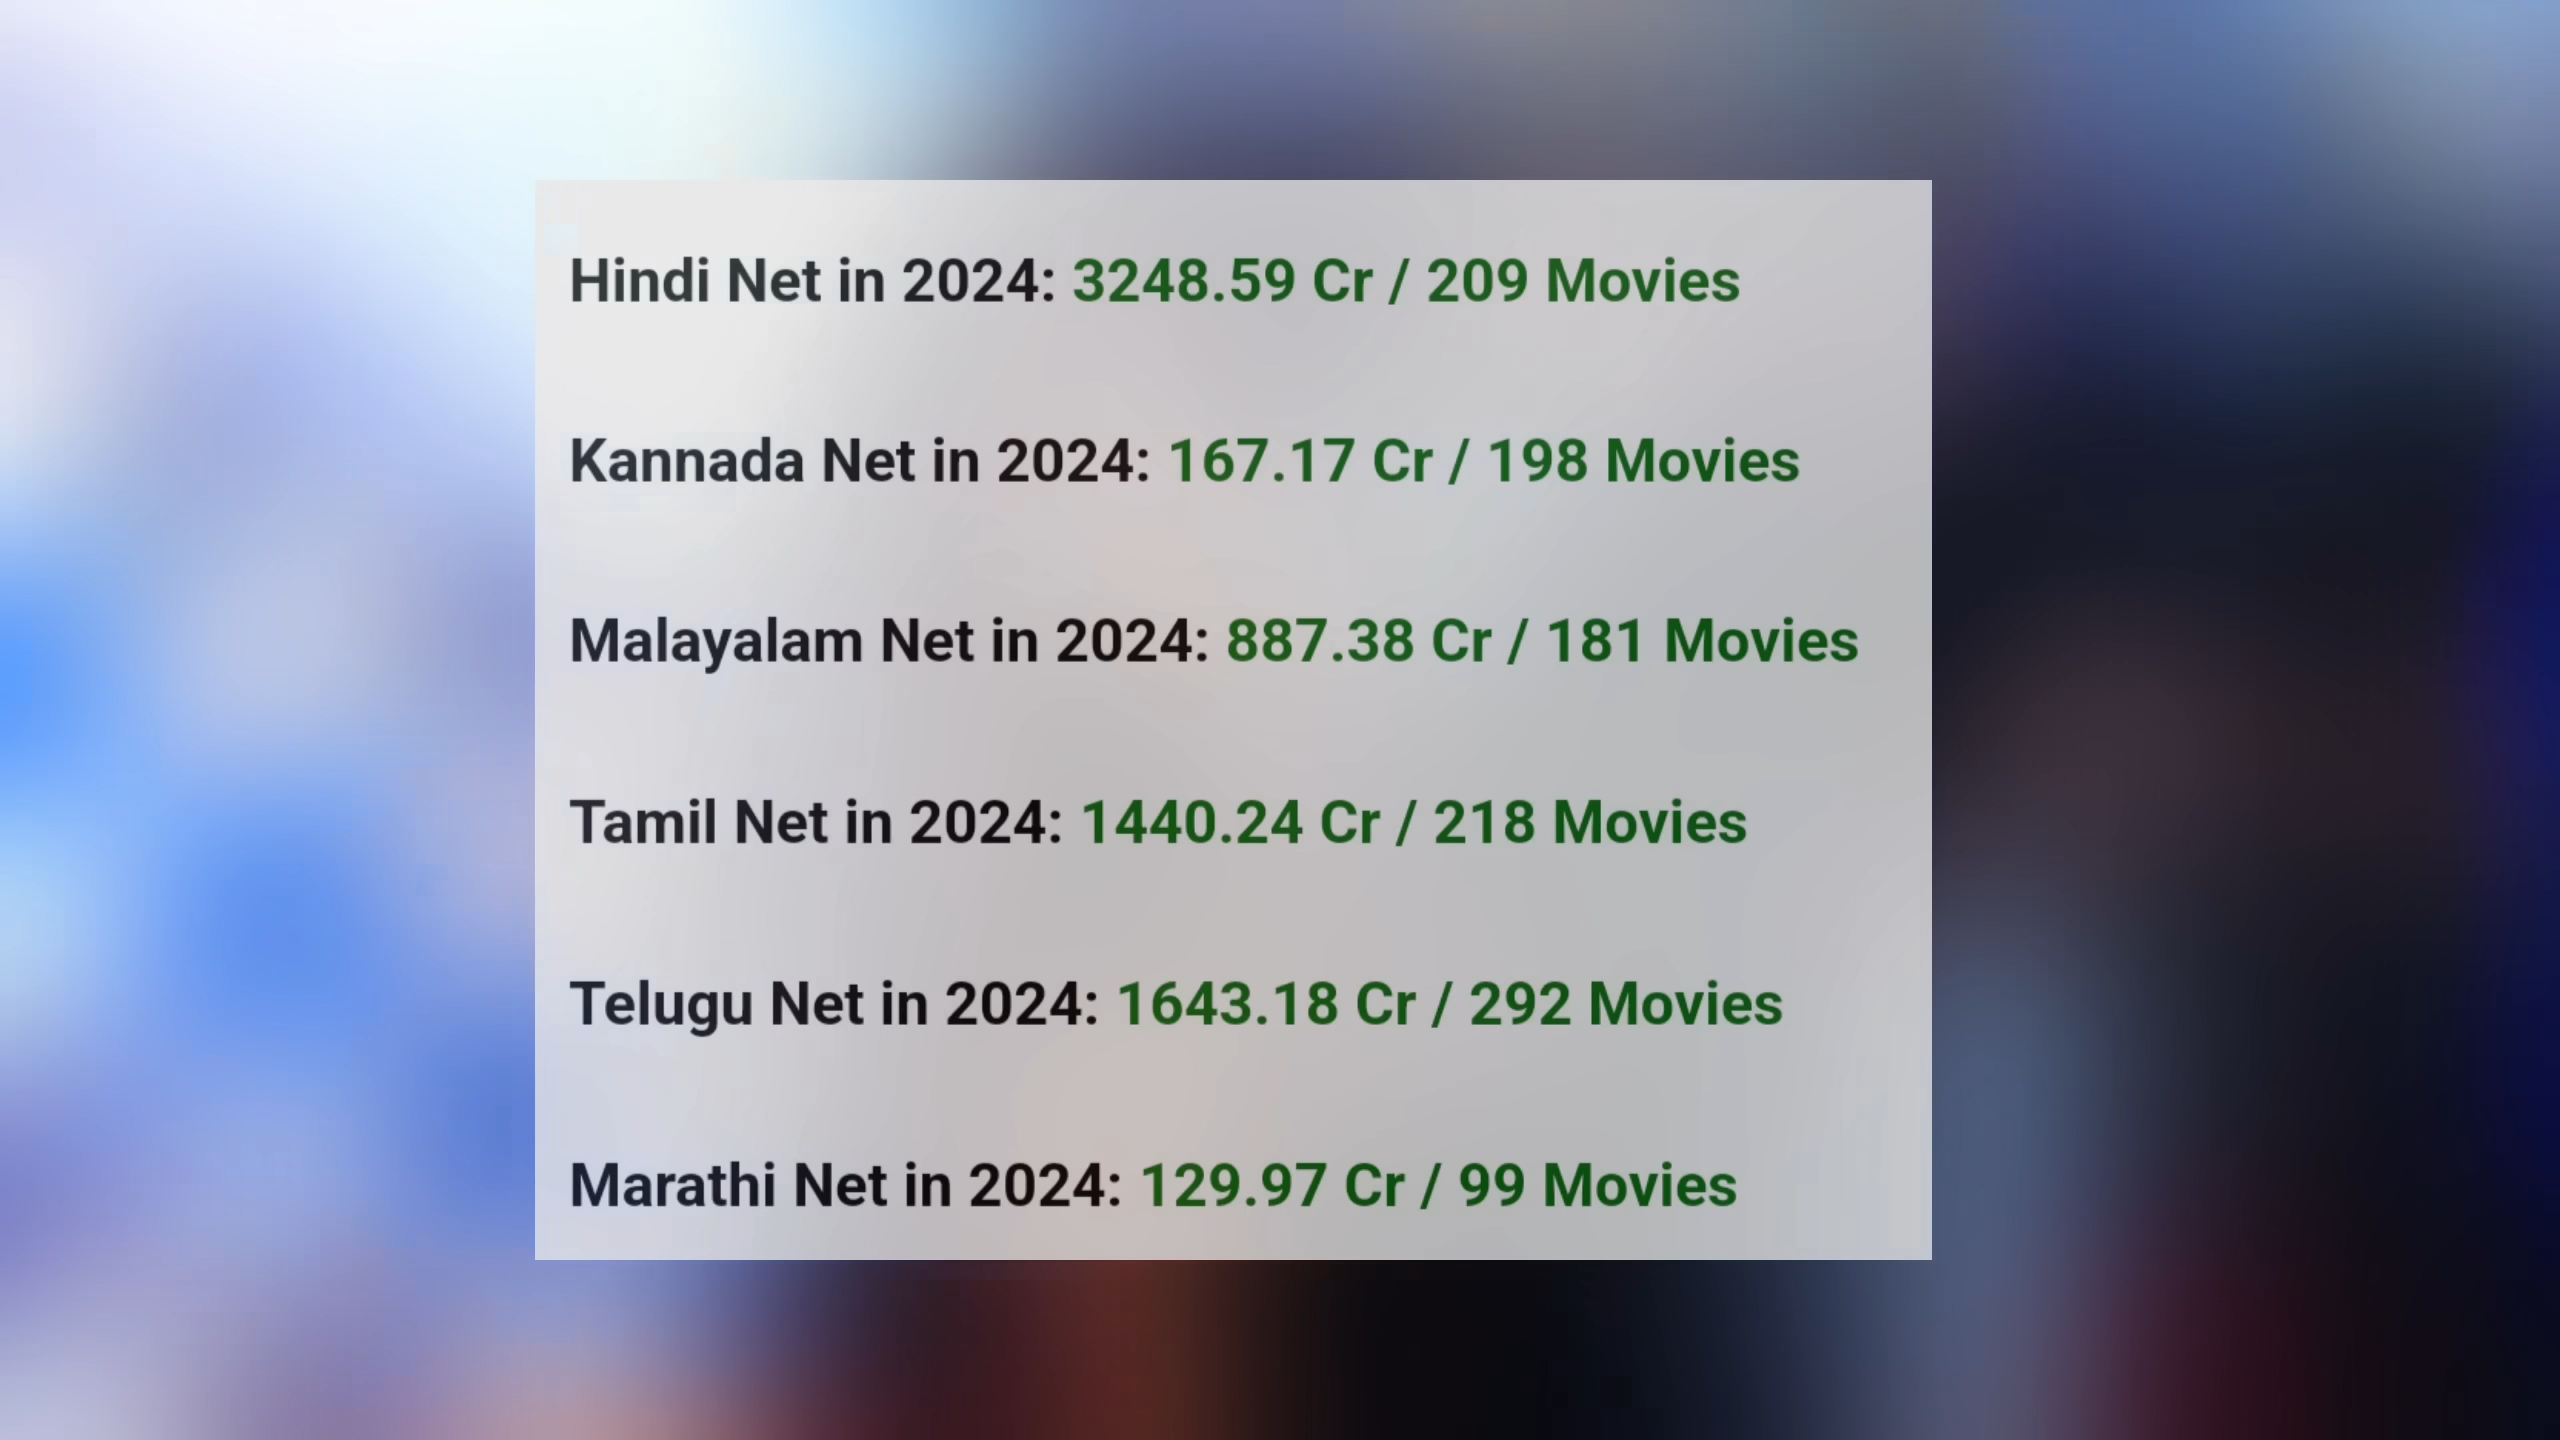 Hindi Net in 2024: 3248.59 Cr / 209 Movies
Kannada Net in 2024: 167.17 Cr / 198 Movies
Malayalam Net in 2024: 887.38 Cr / 181 Movies
Tamil Net in 2024: 1440.24 Cr / 218 Movies
Telugu Net in 2024: 1643.18 Cr / 292 Movies
Marathi Net in 2024: 129.97 Cr / 99 Movies